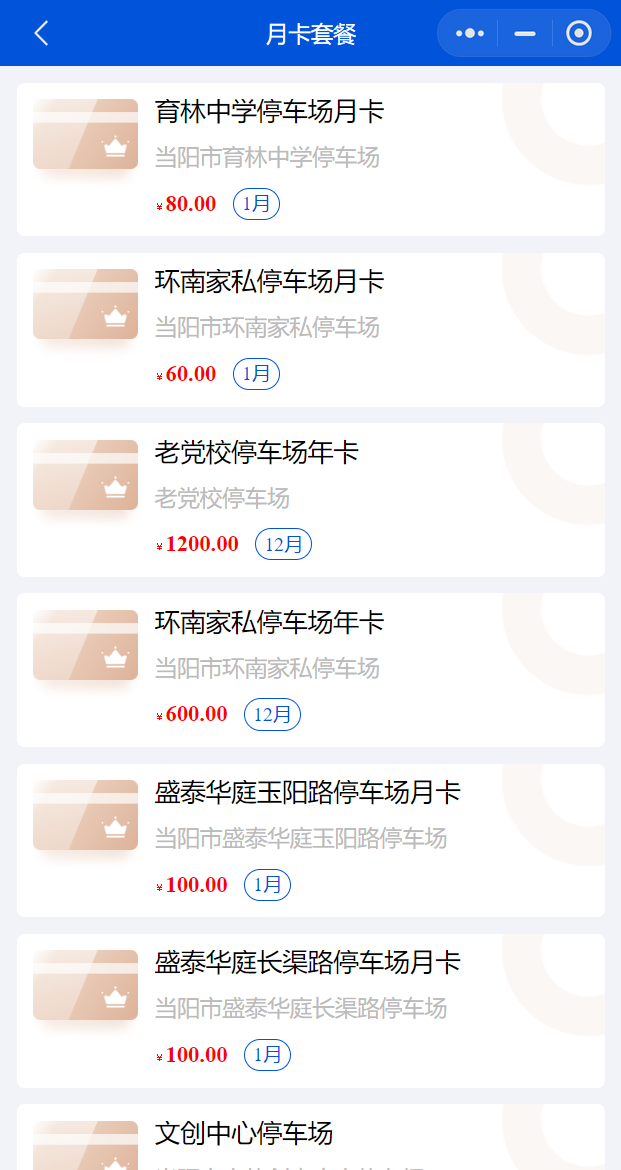 月卡套餐
育林中学停车场月卡
当阳市育林中学停车场
¥80.00 1月
环南家私停车场月卡
当阳市环南家私停车场
¥60.00 1月
老党校停车场年卡
老党校停车场
¥1200.00 12月
环南家私停车场年卡
当阳市环南家私停车场
¥600.00 12月
盛泰华庭玉阳路停车场月卡
当阳市盛泰华庭玉阳路停车场
¥100.00 1月
盛泰华庭长渠路停车场月卡
当阳市盛泰华庭长渠路停车场
¥100.00 1月
文创中心停车场